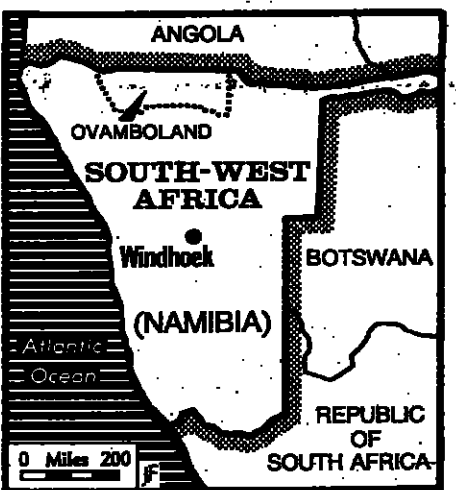 ANGOLA
OVAMBOLAND
SOUTH-WEST
AFRICA
Windhoek
BOTSWANA
(NAMIBIA)
Atlantic
Ocean
REPUBLIC
OF
SOUTH AFRICA
0 Miles 200
JF